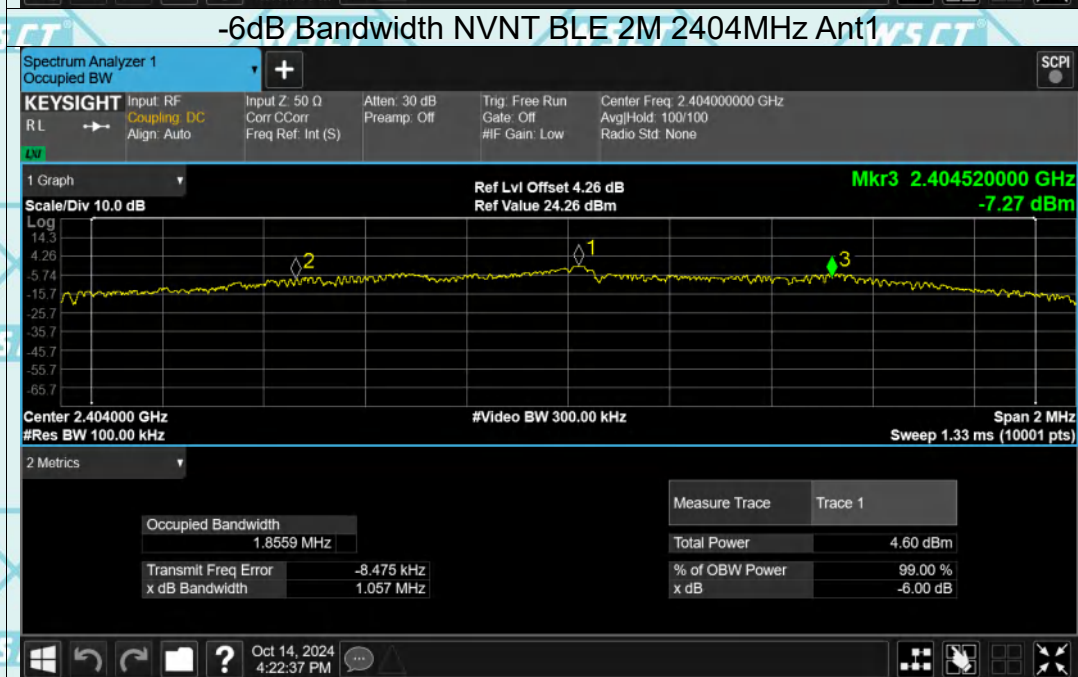 -6dB Bandwidth NVNT BLE 2M 2404MHz Ant1
Spectrum Analyzer 1
Occupied BW
+
SCPI
KEYSIGHT
RL
LXI
Input: RF
Coupling: DC
Align: Auto
Input Z: 50 Ω
Corr CCorr
Freq Ref: Int (S)
Atten: 30 dB
Preamp: Off
Trig: Free Run
Gate: Off
#IF Gain: Low
Center Freq: 2.404000000 GHz
Avg|Hold: 100/100
Radio Std: None
1 Graph
Scale/Div 10.0 dB
Ref Lvl Offset 4.26 dB
Ref Value 24.26 dBm
Mkr3 2.404520000 GHz
-7.27 dBm
Log
14.3
4.26
-5.74
-15.7
-25.7
-35.7
-45.7
-55.7
-65.7
2
1
3
Center 2.404000 GHz
#Res BW 100.00 kHz
#Video BW 300.00 kHz
Span 2 MHz
Sweep 1.33 ms (10001 pts)
2 Metrics
Occupied Bandwidth
1.8559 MHz
Transmit Freq Error -8.475 kHz
x dB Bandwidth 1.057 MHz
Measure Trace Trace 1
Total Power 4.60 dBm
% of OBW Power 99.00 %
x dB -6.00 dB
?
Oct 14, 2024
4:22:37 PM